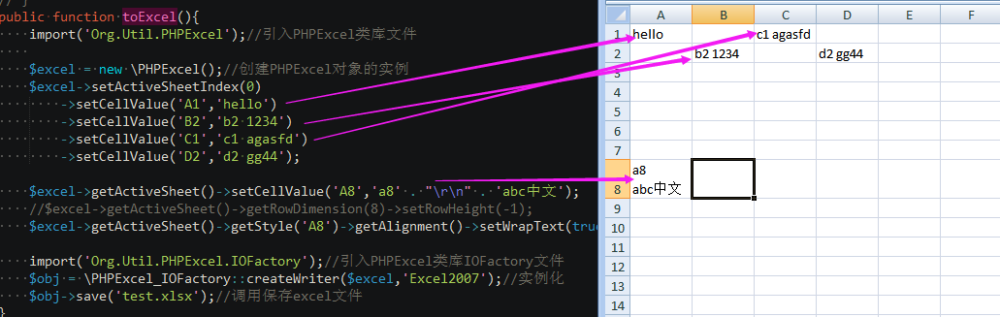 // }
public function toExcel(){
import('Org.Util.PHPExcel');//引入PHPExcel类库文件
$excel = new \PHPExcel();//创建PHPExcel对象的实例
$excel->setActiveSheetIndex(0)
->setCellValue('A1','hello')
->setCellValue('B2','b2 1234')
->setCellValue('C1','c1 agasfd')
->setCellValue('D2','d2 gg44');
$excel->getActiveSheet()->setCellValue('A8','a8' . "\r\n" . 'abc中文');
//$excel->getActiveSheet()->getRowDimension(8)->setRowHeight(-1);
$excel->getActiveSheet()->getStyle('A8')->getAlignment()->setWrapText(true
import('Org.Util.PHPExcel.IOFactory');//引入PHPExcel类库IOFactory文件
$obj = \PHPExcel_IOFactory::createWriter($excel,'Excel2007');//实例化
$obj->save('test.xlsx');//调用保存excel文件
}
A B C D E F
1 hello c1 agasfd
2 b2 1234 d2 gg44
3
4
5
6
7
a8
8 abc中文
9
10
11
12
13
14